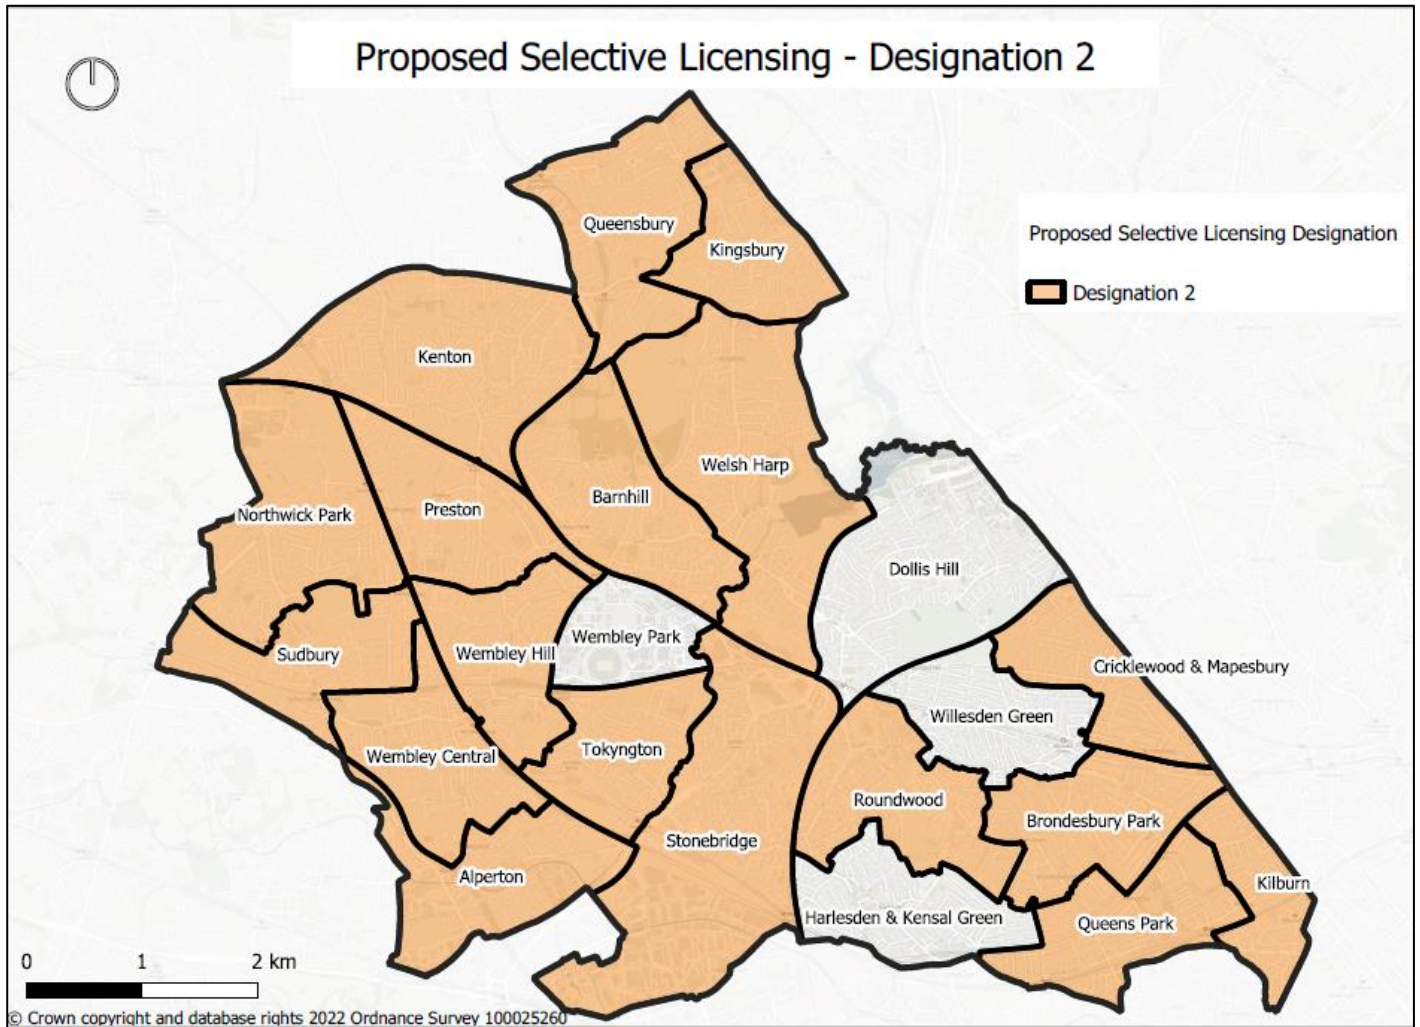 Proposed Selective Licensing - Designation 2
Queensbury
Kingsbury
Proposed Selective Licensing Designation
Designation 2
Kenton
Welsh Harp
Barnhill
Preston
Northwick Park
Dollis Hill
Wembley Park
Wembley Hill
Sudbury
Cricklewood & Mapesbury
Willesden Green
Tokyngton
Wembley Central
Roundwood
Brondesbury Park
Stonebridge
Alperton
Kilburn
Harlesden & Kensal Green
Queens Park
0 1 2 km
© Crown copyright and database rights 2022 Ordnance Survey 100025260